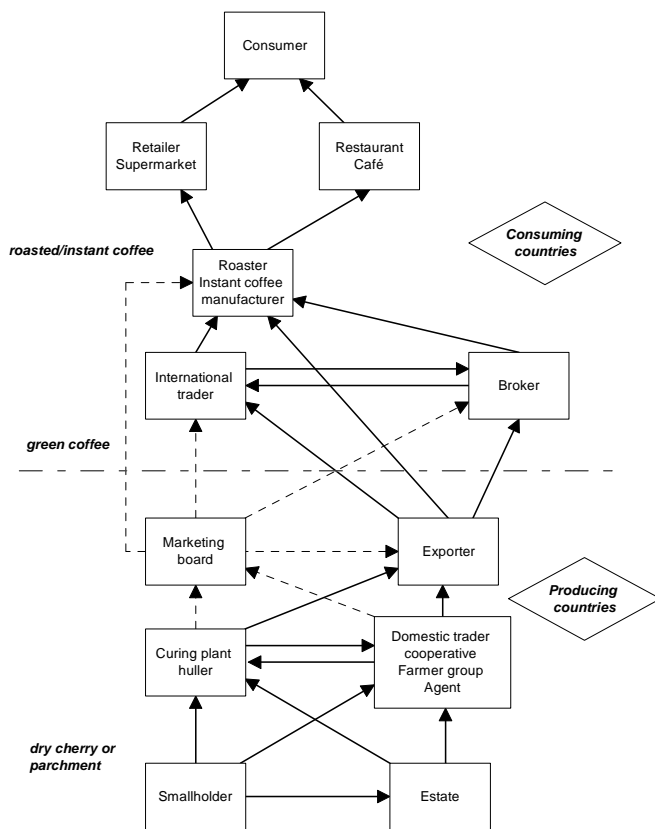 Consumer
Retailer
Supermarket
Restaurant
Café
roasted/instant coffee
Consuming
countries
Roaster
Instant coffee
manufacturer
International
trader
Broker
green coffee
Marketing
board
Exporter
Producing
countries
Curing plant
huller
Domestic trader
cooperative
Farmer group
Agent
dry cherry or
parchment
Smallholder
Estate